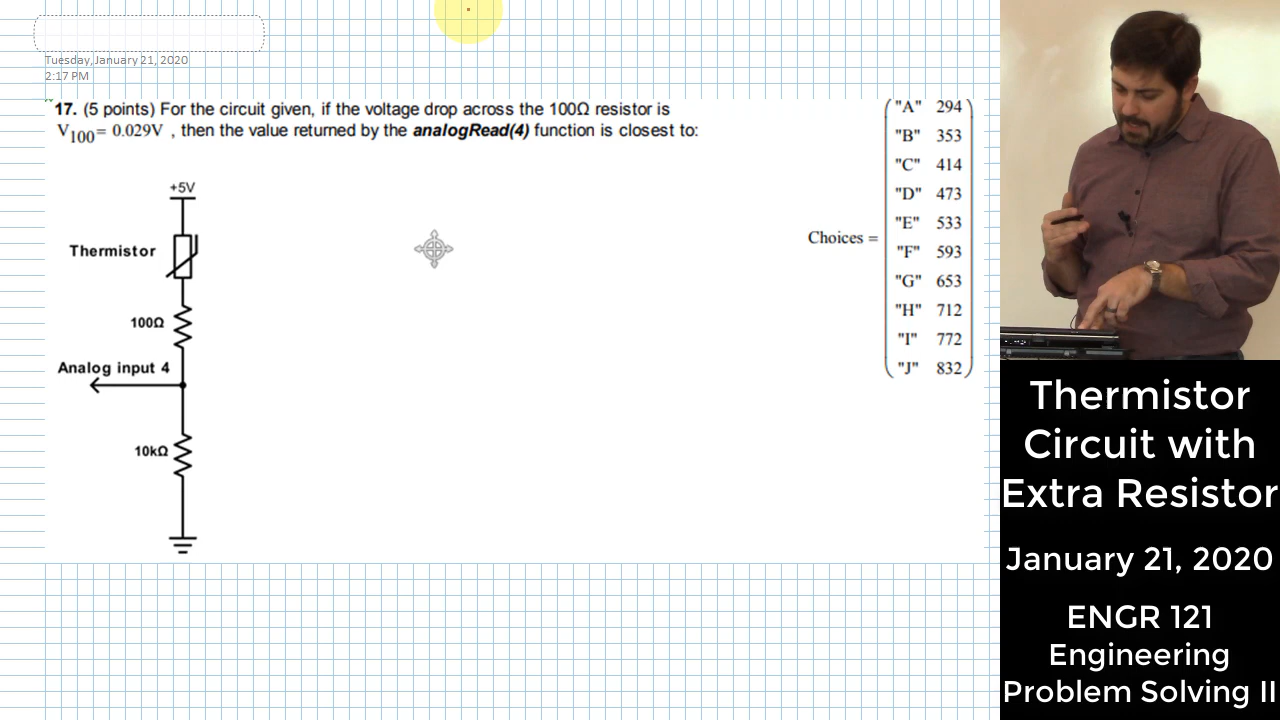 Tuesday, January 21, 2020
2:17 PM
17. (5 points) For the circuit given, if the voltage drop across the 100Ω resistor is
V100= 0.029V , then the value returned by the analogRead(4) function is closest to:
+5V
Thermistor
100Ω
Analog input 4
10kΩ
Choices =
"A" 294
"B" 353
"C" 414
"D" 473
"E" 533
"F" 593
"G" 653
"H" 712
"I" 772
"J" 832
Thermistor
Circuit with
Extra Resistor
January 21, 2020
ENGR 121
Engineering
Problem Solving II